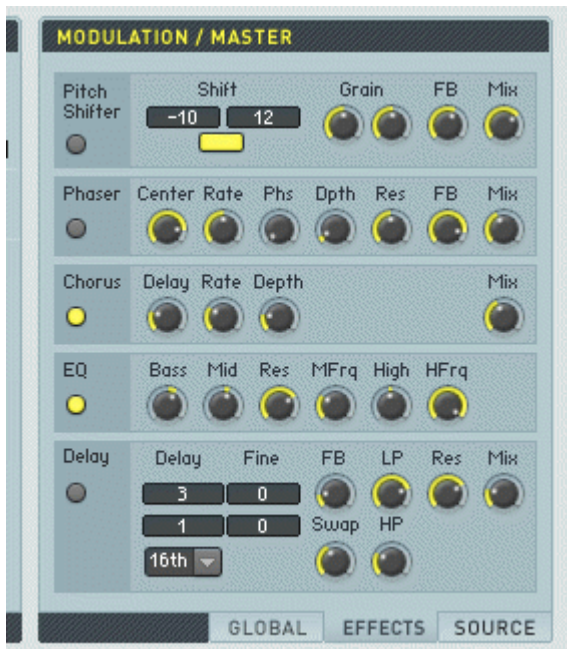 MODULATION / MASTER
Pitch Shifter
Shift Grain FB Mix
-10 12
Phaser Center Rate Phs Dpth Res FB Mix
Chorus Delay Rate Depth Mix
EQ Bass Mid Res MFrq High HFrq
Delay Delay Fine FB LP Res Mix
3 0
1 0 Swap HP
16th
GLOBAL EFFECTS SOURCE